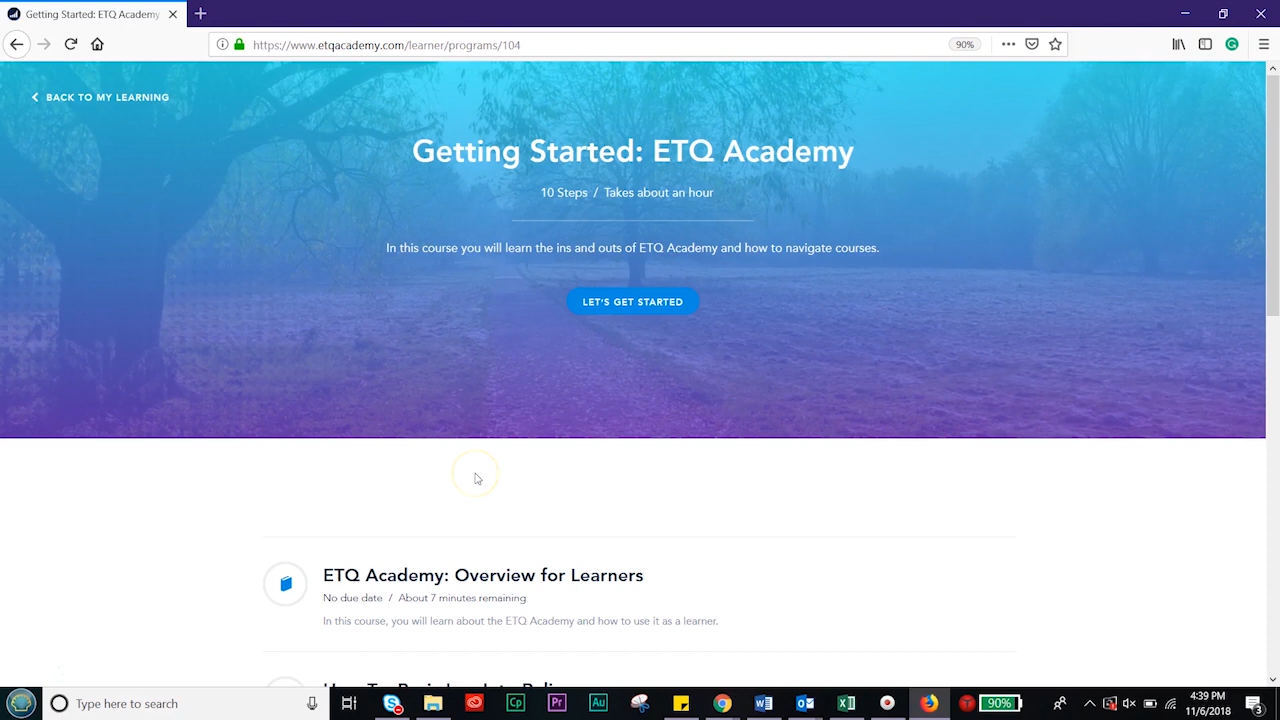 Getting Started: ETQ Academy
https://www.etqacademy.com/learner/programs/104
90%
BACK TO MY LEARNING
Getting Started: ETQ Academy
10 Steps / Takes about an hour
In this course you will learn the ins and outs of ETQ Academy and how to navigate courses.
LET'S GET STARTED
ETQ Academy: Overview for Learners
No due date / About 7 minutes remaining
In this course, you will learn about the ETQ Academy and how to use it as a learner.
Type here to search
Cp
Pr
Au
90%
4:39 PM
11/6/2018
3